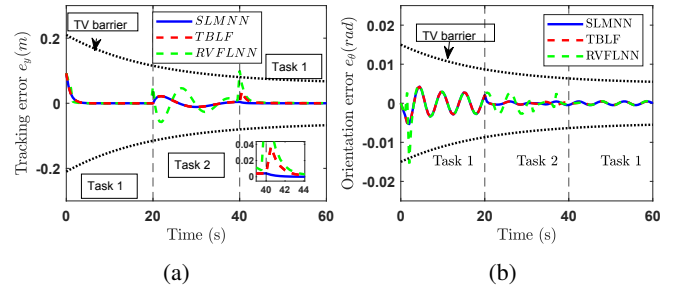 TV barrier
SLMNN
TBLF
RVFLNN
Task 1
Task 1
Task 2
0.2
0
-0.2
Tracking error e_y(m)
0.04
0.02
0
40 42 44
0 20 40 60
Time (s)
(a)
TV barrier
SLMNN
TBLF
RVFLNN
0.02
0.01
0
-0.01
-0.02
Orientation error e_θ(rad)
Task 1 Task 2 Task 1
0 20 40 60
Time (s)
(b)